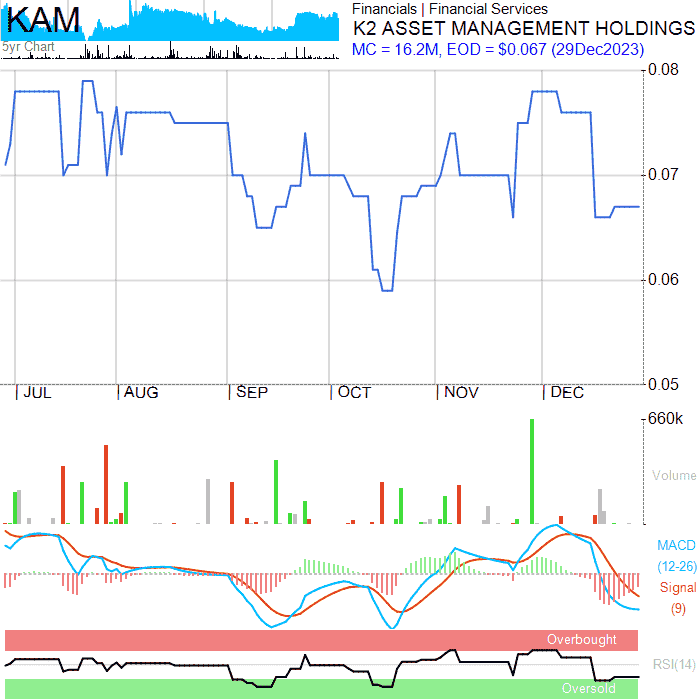 KAM
5yr Chart
Financials | Financial Services
K2 ASSET MANAGEMENT HOLDINGS
MC = 16.2M, EOD = $0.067 (29Dec2023)
0.08
0.07
0.06
0.05
JUL AUG SEP OCT NOV DEC
660k
Volume
MACD
(12-26)
Signal
(9)
Overbought
RSI(14)
Oversold